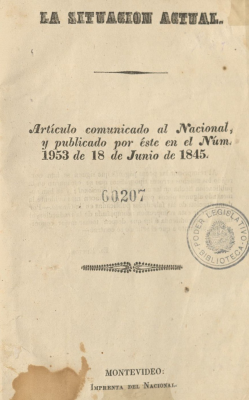 LA SITUACION ACTUAL.
Artículo comunicado al Nacional,
y publicado por éste en el Núm.
1953 de 18 de Junio de 1845.
60207
PODER LEGISLATIVO
BIBLIOTECA
MONTEVIDEO:
IMPRENTA DEL NACIONAL.